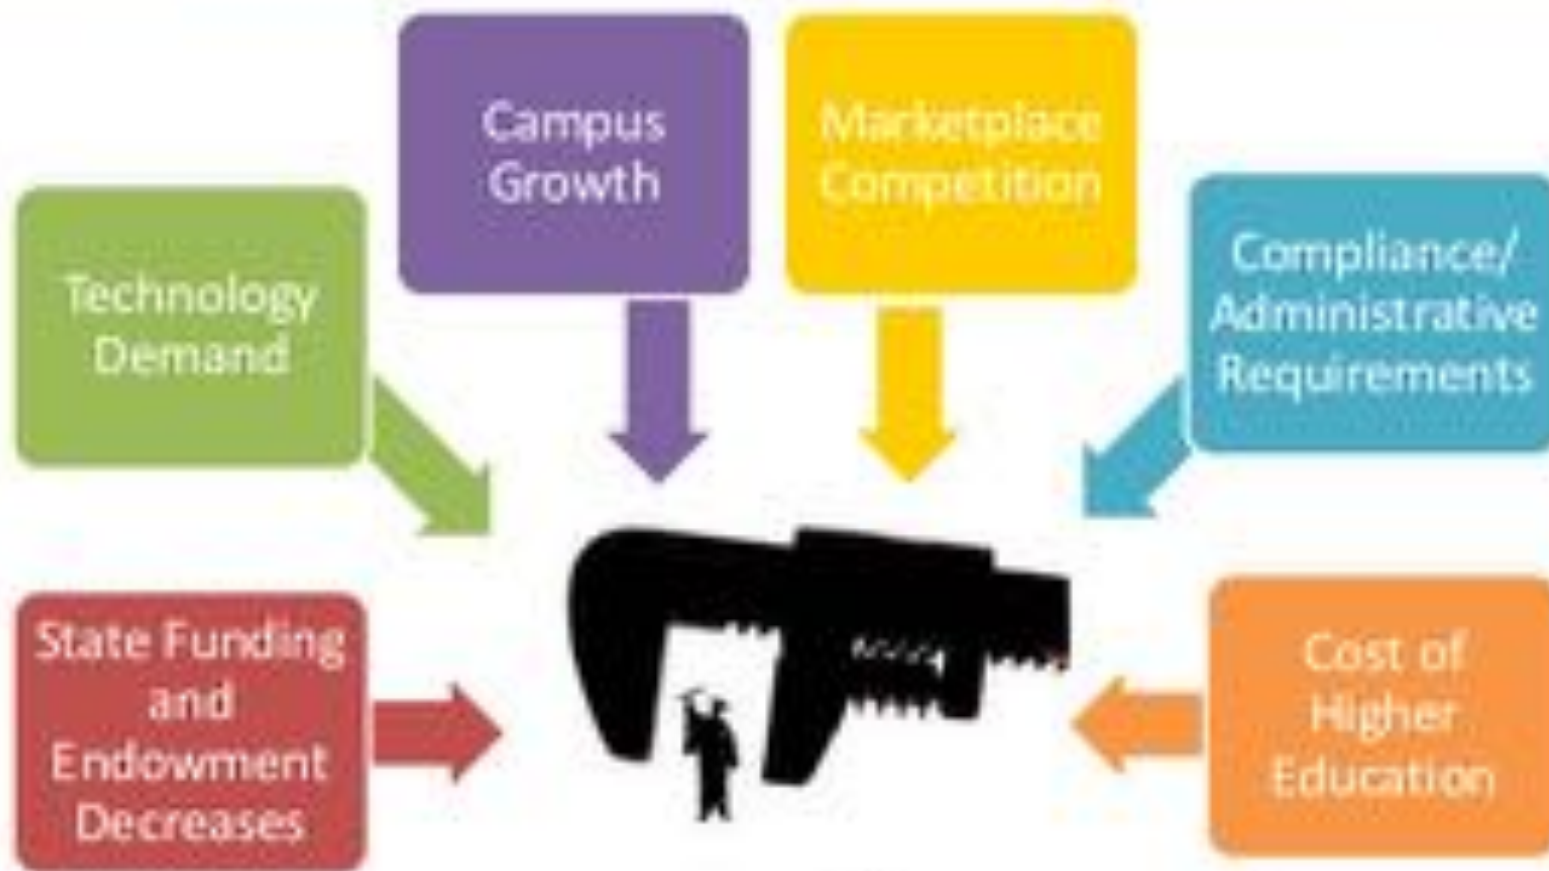 Campus
Growth
Marketplace
Competition
Technology
Demand
Compliance/
Administrative
Requirements
State Funding
and
Endowment
Decreases
Cost of
Higher
Education